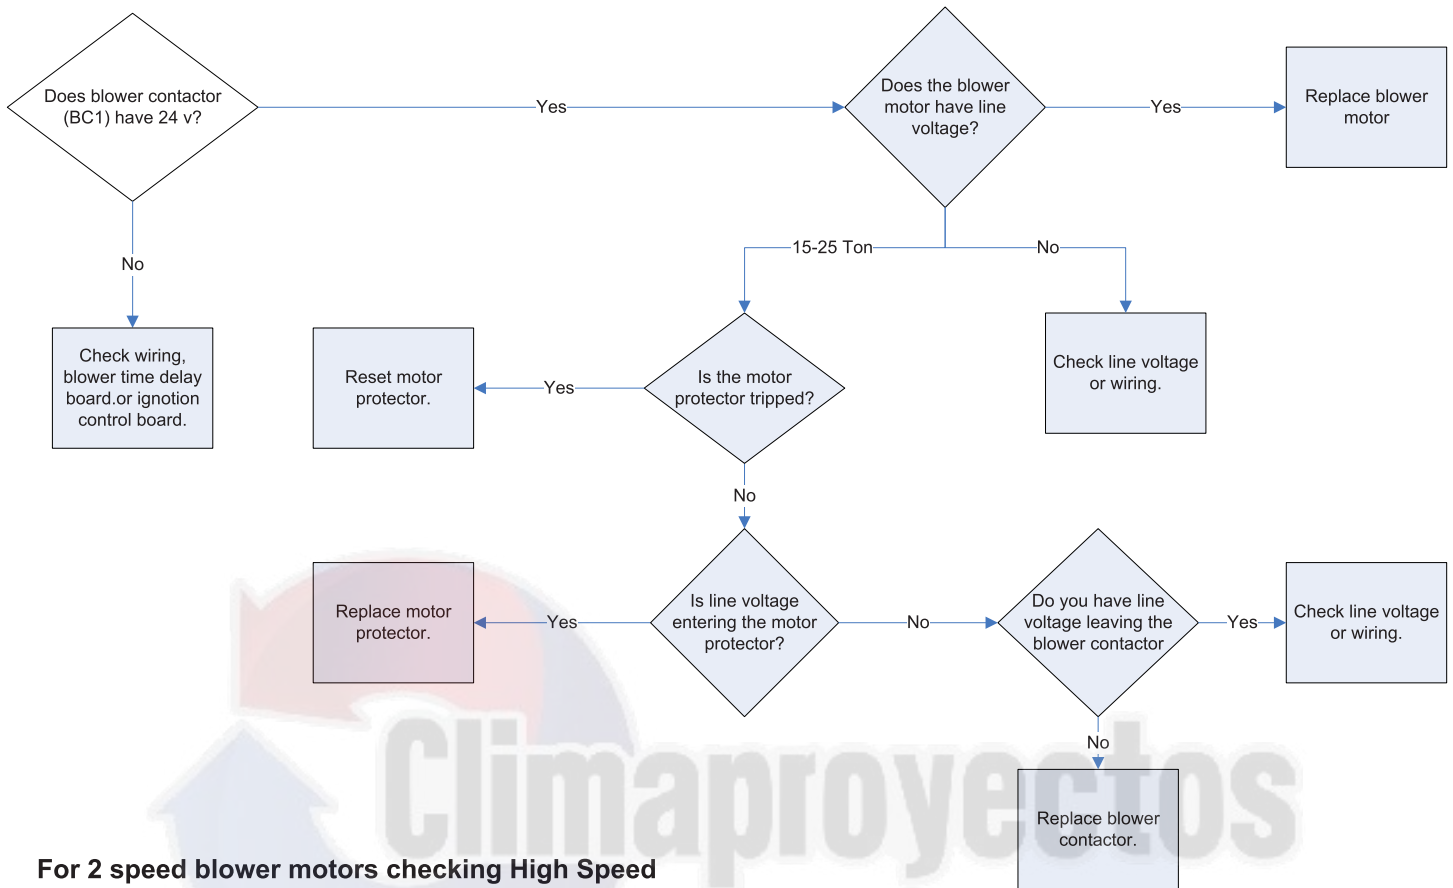 Does blower contactor
(BC1) have 24 v?
Yes
Does the blower
motor have line
voltage?
Yes
Replace blower
motor
No
15-25 Ton
No
Check wiring,
blower time delay
board.or ignotion
control board.
Reset motor
protector.
Yes
Is the motor
protector tripped?
Check line voltage
or wiring.
No
Replace motor
protector.
Yes
Is line voltage
entering the motor
protector?
No
Do you have line
voltage leaving the
blower contactor
Yes
Check line voltage
or wiring.
No
Climaproyectos
Replace blower
contactor.
For 2 speed blower motors checking High Speed